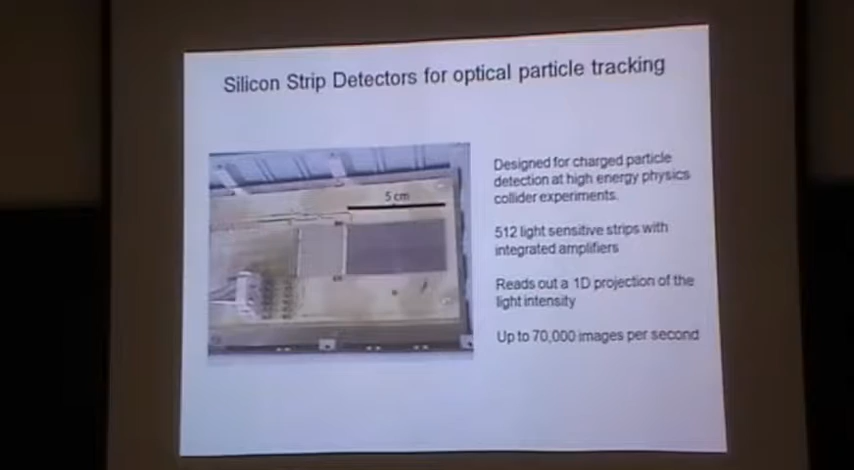 Silicon Strip Detectors for optical particle tracking
5 cm
Designed for charged particle
detection at high energy physics
collider experiments.
512 light sensitive strips with
integrated amplifiers
Reads out a 1D projection of the
light intensity
Up to 70,000 images per second